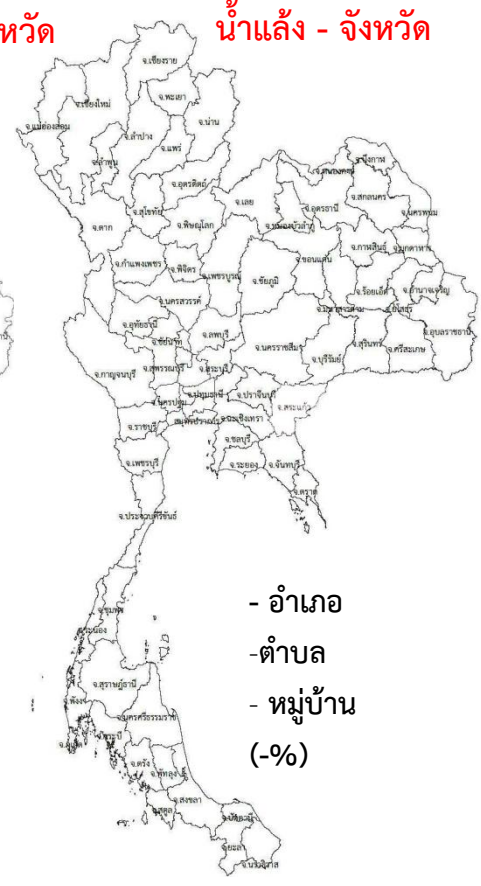 หวัด
น้ำแล้ง - จังหวัด
จ.เชียงราย
จ.เชียงใหม่
จ.พะเยา
จ.น่าน
จ.แม่ฮ่องสอน
จ.ลำปาง
จ.แพร่
จ.ลำพูน
จ.อุตรดิตถ์
จ.เลย
จ.บึงกาฬ
จ.หนองคาย
จ.สกลนคร
จ.อุดรธานี
จ.นครพนม
จ.สุโขทัย
จ.ตาก
จ.พิษณุโลก
จ.หนองบัวลำภู
จ.กาฬสินธุ์
จ.มุกดาหาร
จ.ขอนแก่น
จ.กำแพงเพชร
จ.พิจิตร
จ.เพชรบูรณ์
จ.ชัยภูมิ
จ.ร้อยเอ็ด
จ.อำนาจเจริญ
จ.นครสวรรค์
จ.มหาสารคาม
จ.ยโสธร
จ.อุทัยธานี
จ.ชัยนาท
จ.ลพบุรี
จ.นครราชสีมา
จ.บุรีรัมย์
จ.สุรินทร์
จ.ศรีสะเกษ
จ.อุบลราชธานี
จ.กาญจนบุรี
จ.สุพรรณบุรี
จ.สระบุรี
จ.ปทุมธานี
จ.ปราจีนบุรี
จ.นครปฐม
จ.สระแก้ว
จ.ราชบุรี
สมุทรปราการ
จ.ฉะเชิงเทรา
จ.ชลบุรี
จ.เพชรบุรี
จ.ระยอง
จ.จันทบุรี
จ.ตราด
จ.ประจวบคีรีขันธ์
- อำเภอ
-ตำบล
- หมู่บ้าน
(-%)
จ.ชุมพร
จ.ระนอง
จ.สุราษฎร์ธานี
จ.พังงา
จ.นครศรีธรรมราช
จ.กระบี่
จ.ภูเก็ต
จ.ตรัง
จ.พัทลุง
จ.สงขลา
จ.สตูล
จ.ปัตตานี
จ.ยะลา
จ.นราธิวาส